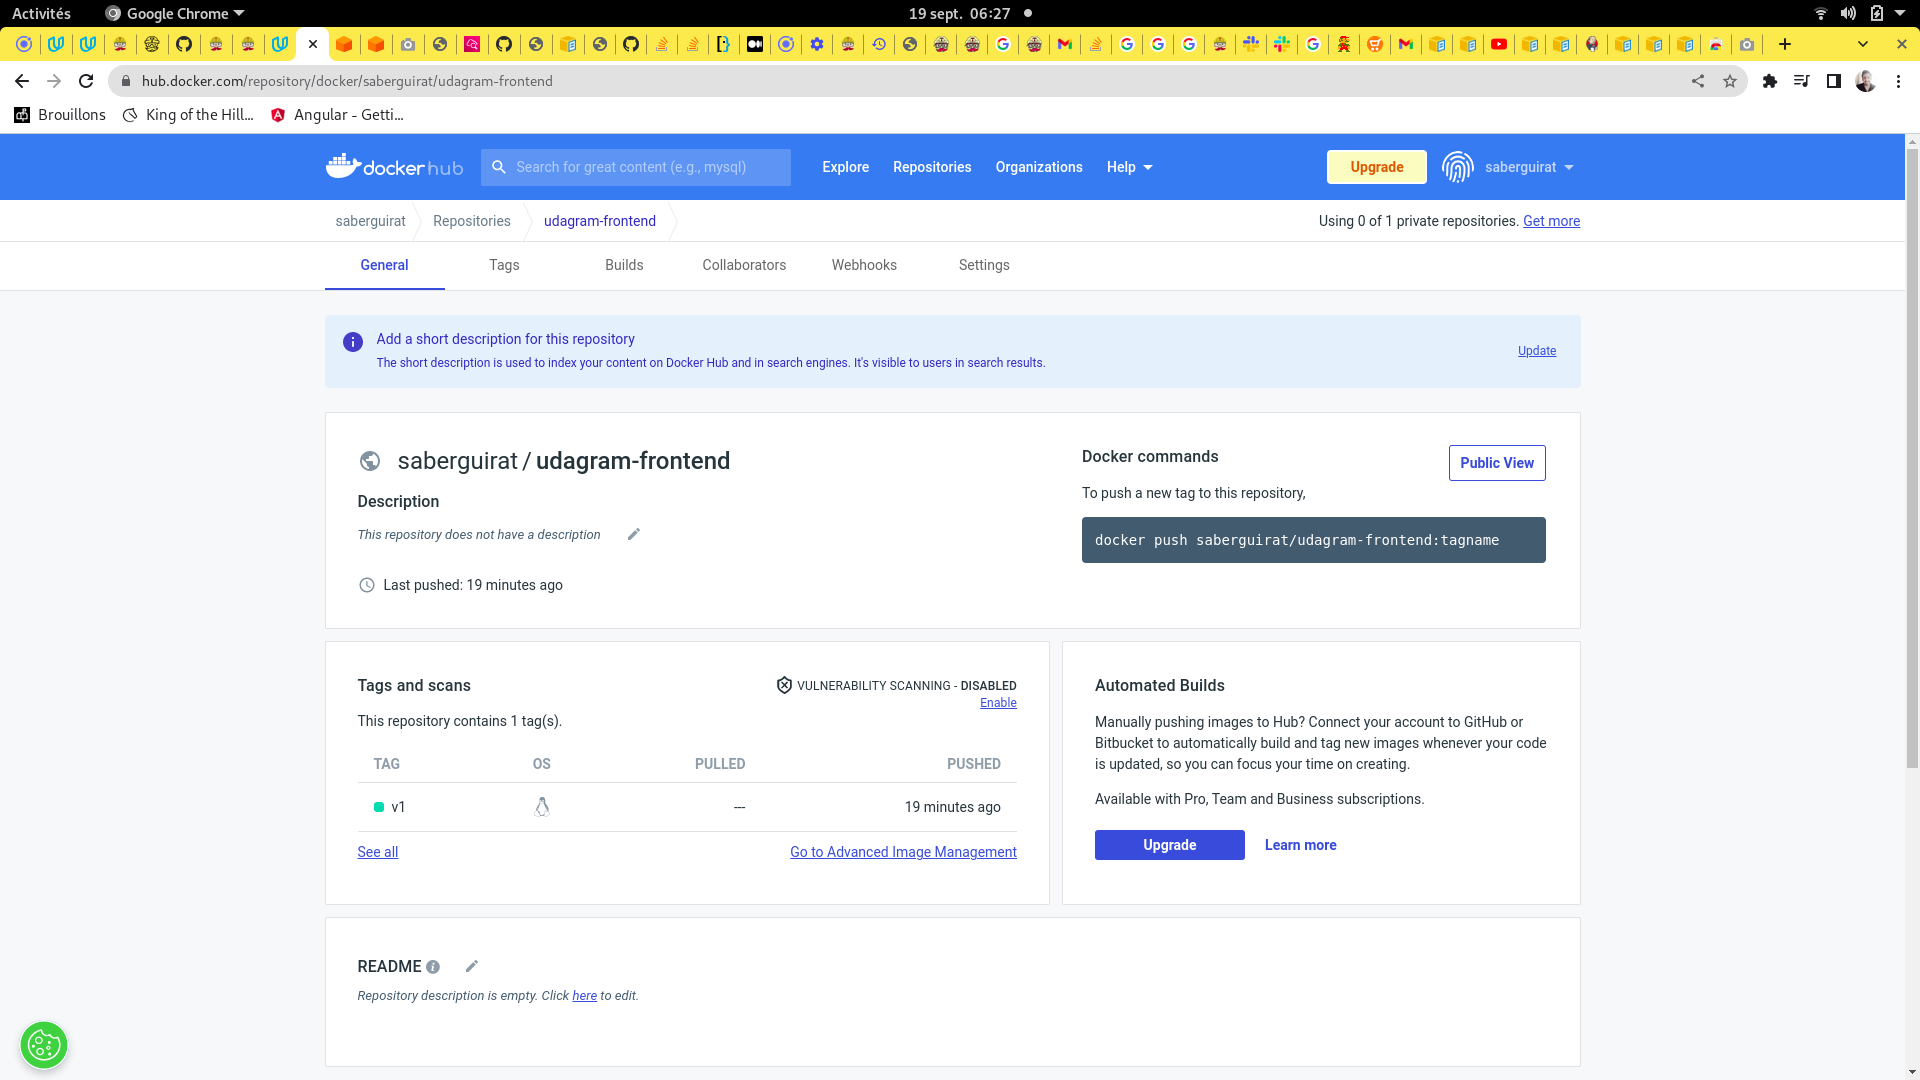 Activités
Google Chrome
19 sept. 06:27
hub.docker.com/repository/docker/saberguirat/udagram-frontend
Brouillons
King of the Hill...
Angular - Getti...
docker hub
Search for great content (e.g., mysql)
Explore
Repositories
Organizations
Help
Upgrade
saberguirat
saberguirat
Repositories
udagram-frontend
Using 0 of 1 private repositories. Get more
General
Tags
Builds
Collaborators
Webhooks
Settings
Add a short description for this repository
The short description is used to index your content on Docker Hub and in search engines. It's visible to users in search results.
Update
saberguirat / udagram-frontend
Description
This repository does not have a description
Last pushed: 19 minutes ago
Docker commands
Public View
To push a new tag to this repository,
docker push saberguirat/udagram-frontend:tagname
Tags and scans
VULNERABILITY SCANNING - DISABLED
Enable
This repository contains 1 tag(s).
TAG OS PULLED PUSHED
v1 --- 19 minutes ago
See all
Go to Advanced Image Management
Automated Builds
Manually pushing images to Hub? Connect your account to GitHub or
Bitbucket to automatically build and tag new images whenever your code
is updated, so you can focus your time on creating.
Available with Pro, Team and Business subscriptions.
Upgrade
Learn more
README
Repository description is empty. Click here to edit.